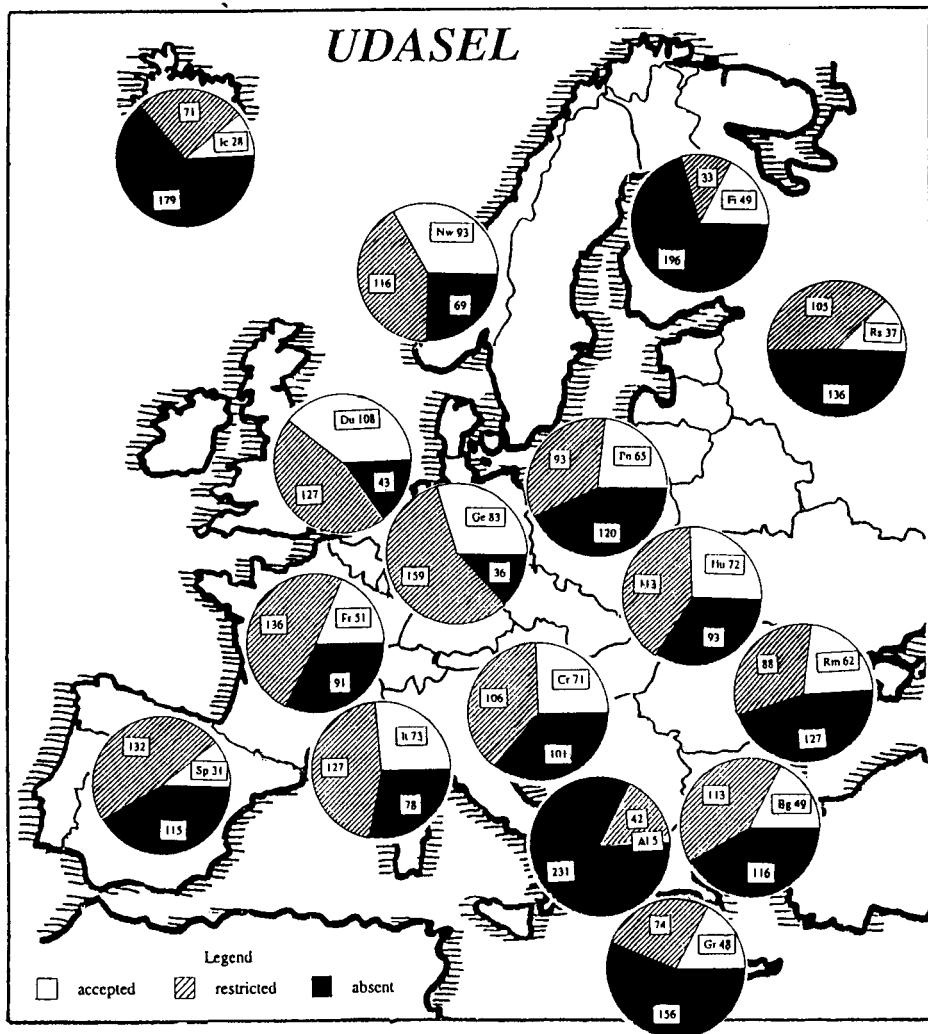 UDASEL
71
Ic 28
179
33
Fi 49
196
Nw 93
116
69
105
Rs 37
136
Du 108
127
43
93
Pn 65
120
Ge 83
159
36
113
Hu 72
93
136
Fr 51
91
88
Rm 62
127
106
Cr 71
101
132
Sp 31
115
127
It 73
78
42
Al 5
231
113
Bg 49
116
74
Gr 48
156
Legend
accepted restricted absent